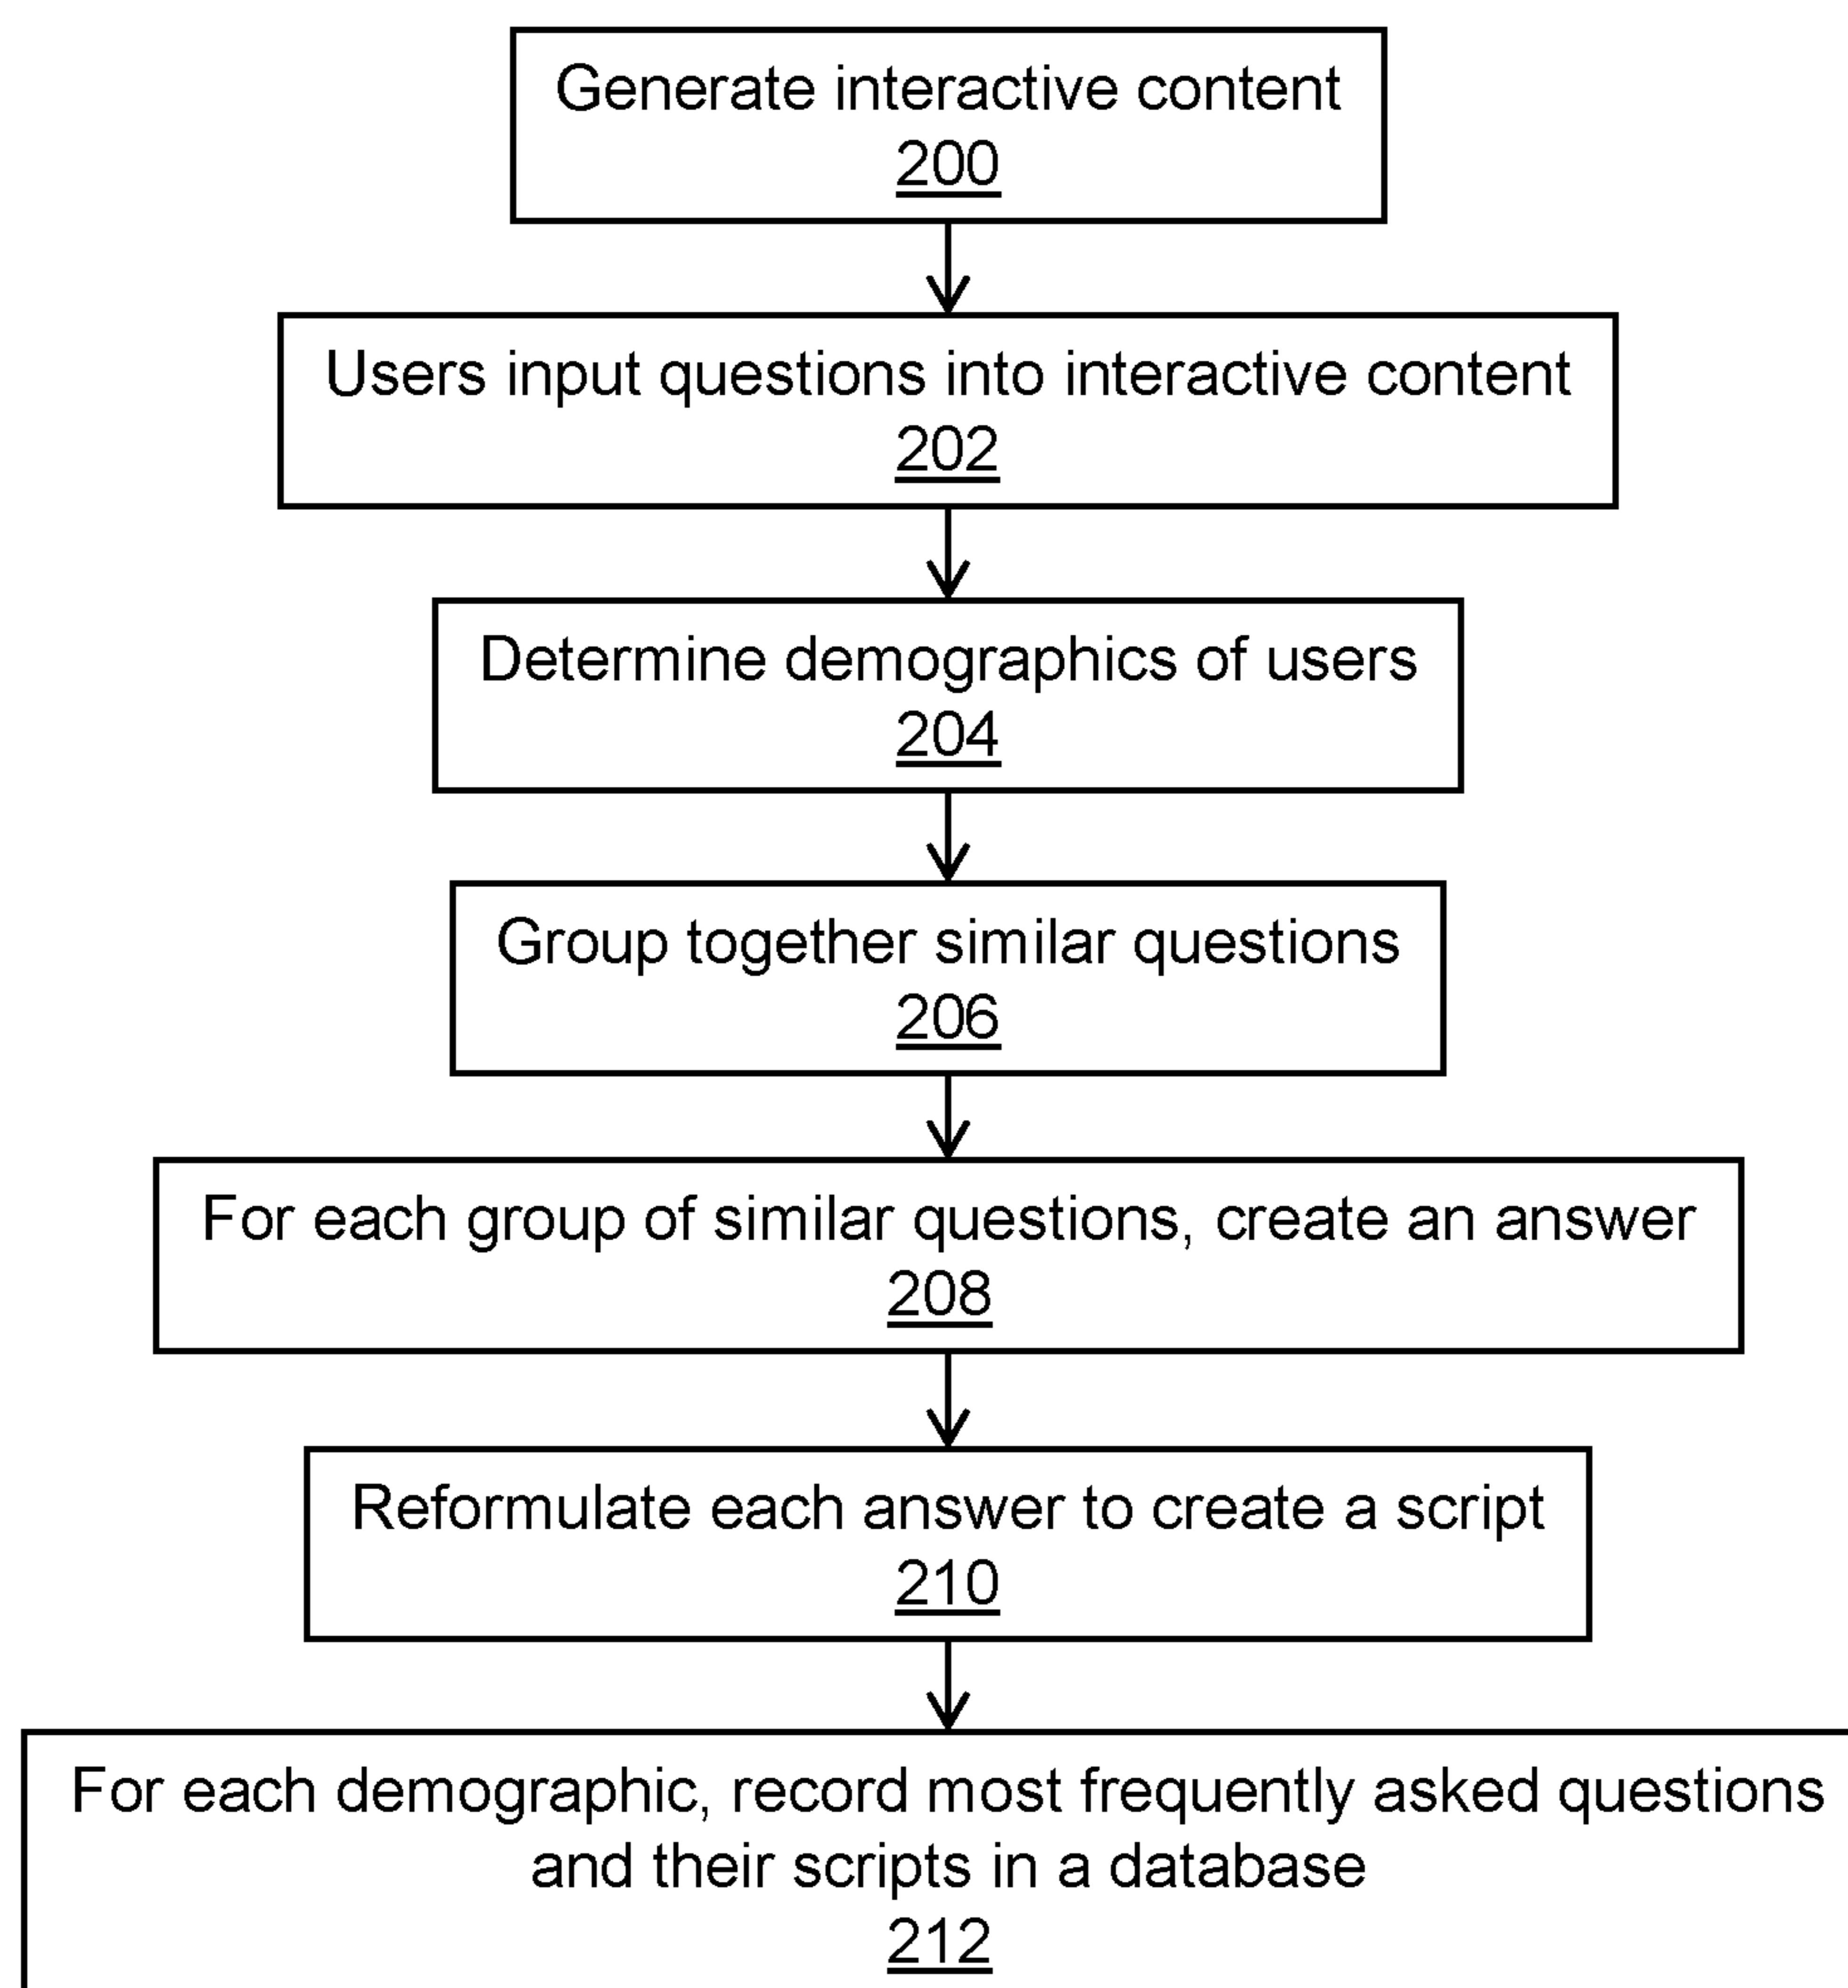 Generate interactive content
200
Users input questions into interactive content
202
Determine demographics of users
204
Group together similar questions
206
For each group of similar questions, create an answer
208
Reformulate each answer to create a script
210
For each demographic, record most frequently asked questions
and their scripts in a database
212